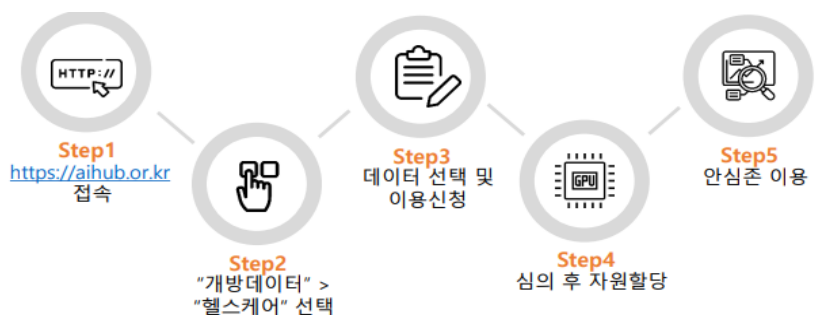 HTTP://
Step1
https://aihub.or.kr
접속
Step2
"개방데이터" >
"헬스케어" 선택
Step3
데이터 선택 및
이용신청
GPU
Step4
심의 후 자원할당
Step5
안심존 이용